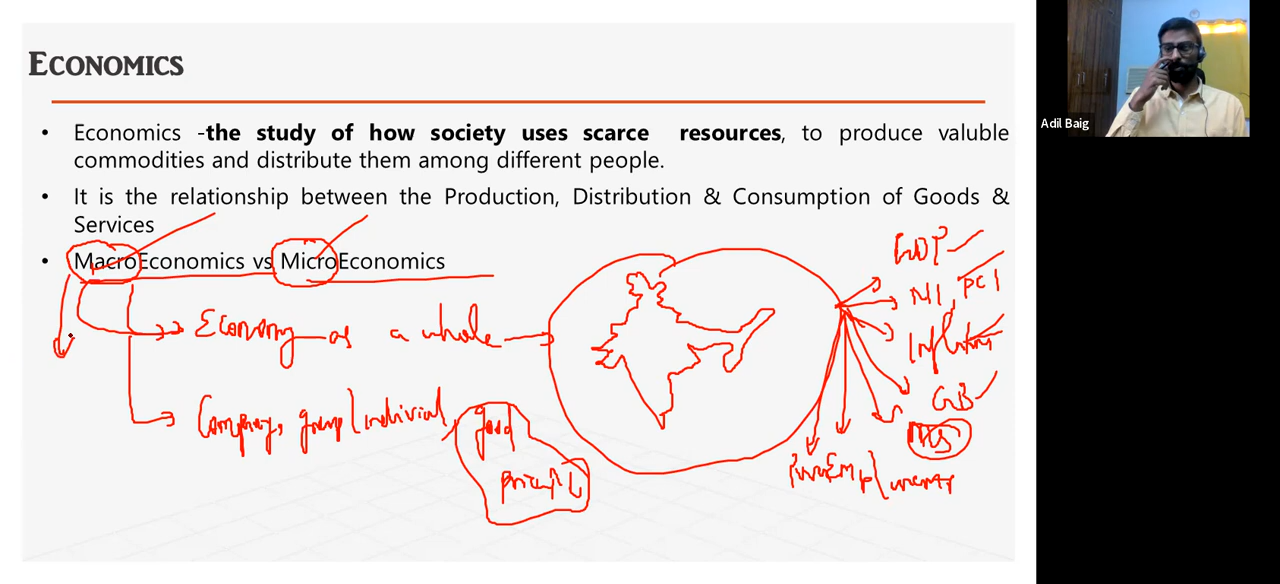 ECONOMICS
• Economics -the study of how society uses scarce resources, to produce valuble
commodities and distribute them among different people.
• It is the relationship between the Production, Distribution & Consumption of Goods &
Services
• MacroEconomics vs MicroEconomics
GDP
NI, PCI
Inflation
GB
Economy as a whole
Company, group/individual, good
Adil Baig